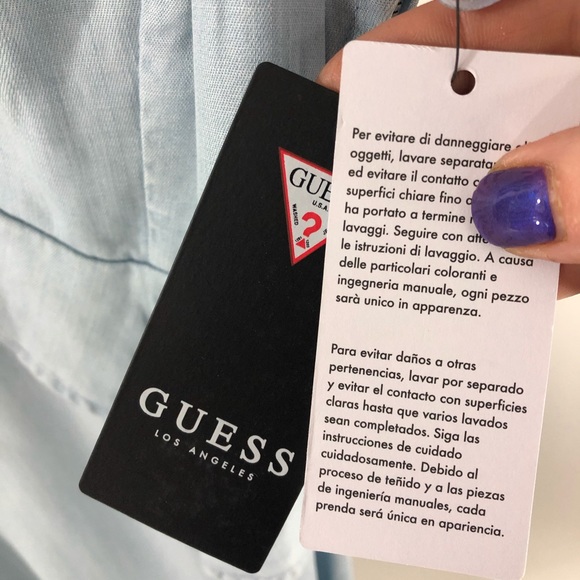 GUE
U.S.A
WASHED
?
GUESS
LOS ANGELES
Per evitare di danneggiare
oggetti, lavare
ed evitare il contatto
superfici chiare fino
ha portato a termine
lavaggi. Seguire con
le istruzioni di lavaggio. A causa
delle particolari coloranti e
ingegneria manuale, ogni pezzo
sarà unico in apparenza.
Para evitar daños a otras
pertenencias, lavar por separado
y evitar el contacto con superficies
claras hasta que varios lavados
sean completados. Siga las
instrucciones de cuidado
cuidadosamente. Debido al
proceso de teñido y a las piezas
de ingeniería manuales, cada
prenda será única en apariencia.